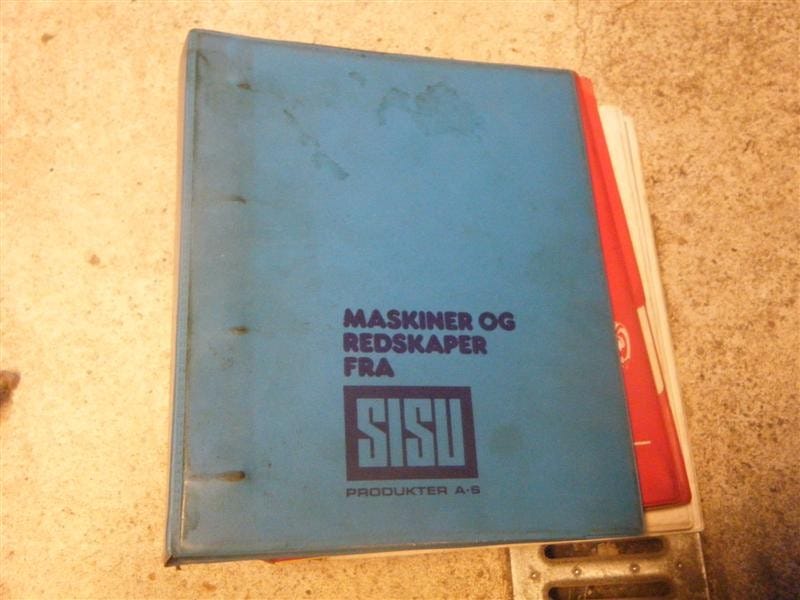 MASKINER OG
REDSKAPER
FRA
SISU
PRODUKTER A-S